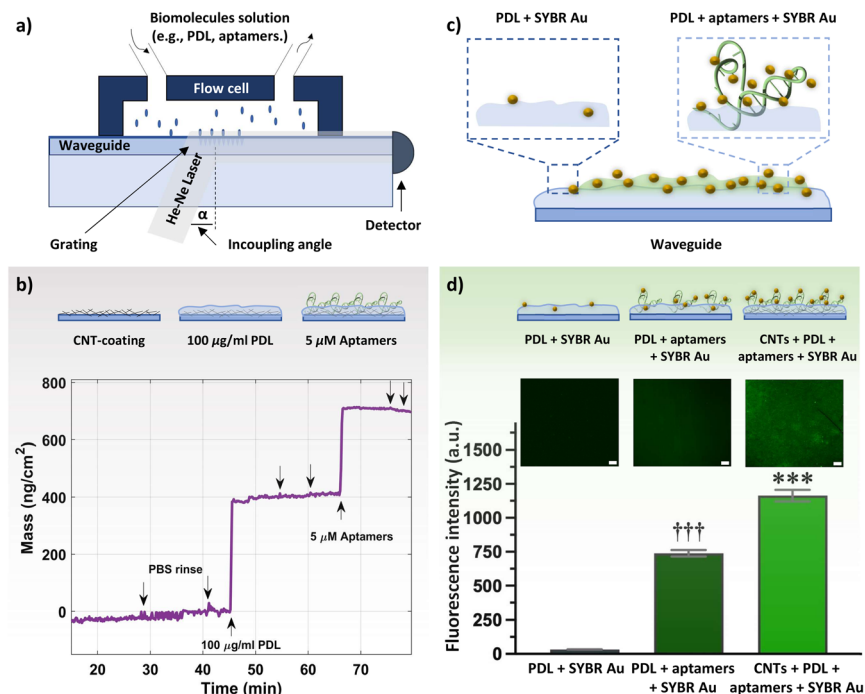 a)
Biomolecules solution
(e.g., PDL, aptamers.)
Flow cell
Waveguide
He-Ne Laser
α
Grating
Incoupling angle
Detector
c)
PDL + SYBR Au
PDL + aptamers + SYBR Au
Waveguide
b)
CNT-coating
100 μg/ml PDL
5 μM Aptamers
Mass (ng/cm²)
800
600
400
200
0
PBS rinse
100 μg/ml PDL
5 μM Aptamers
20
30
40
50
60
70
Time (min)
d)
PDL + SYBR Au
PDL + aptamers
+ SYBR Au
CNTs + PDL +
aptamers + SYBR Au
Fluorescence intensity (a.u.)
1500
1250
1000
750
500
250
0
†††
***
PDL + SYBR Au
PDL + aptamers
+ SYBR Au
CNTs + PDL +
aptamers + SYBR Au